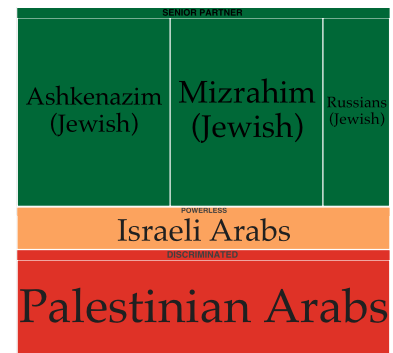 SENIOR PARTNER
Ashkenazim
(Jewish)
Mizrahim
(Jewish)
Russians
(Jewish)
POWERLESS
Israeli Arabs
DISCRIMINATED
Palestinian Arabs